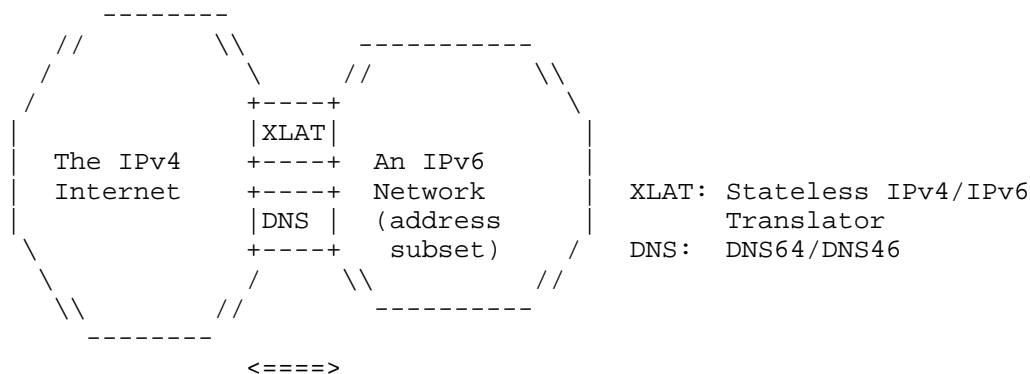 XLAT
The IPv4 An IPv6
Internet Network XLAT: Stateless IPv4/IPv6
DNS (address Translator
subset) DNS: DNS64/DNS46
<====>